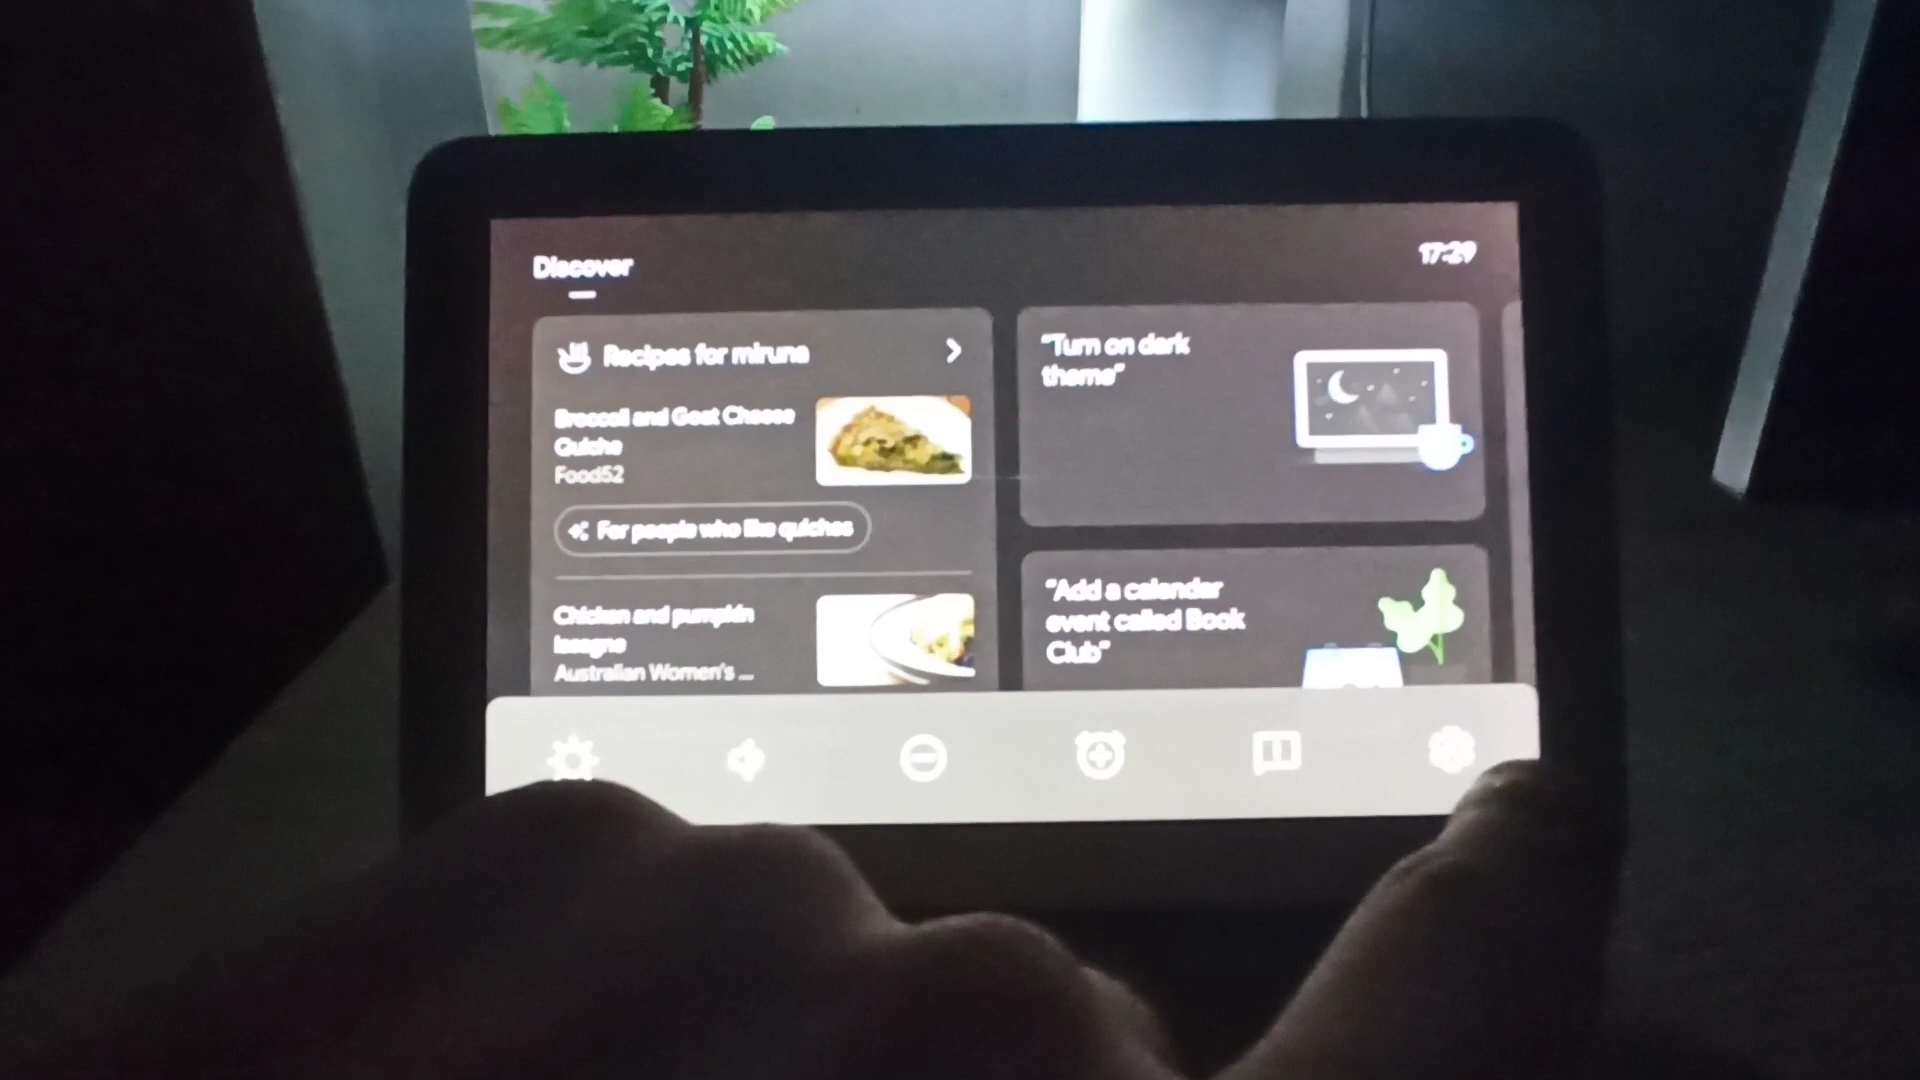 Discover
17:29
Recipes for miruna
Broccoli and Goat Cheese
Quiche
Food52
For people who like quiches
Chicken and pumpkin
lasagne
Australian Women's ...
"Turn on dark
theme"
"Add a calendar
event called Book
Club"